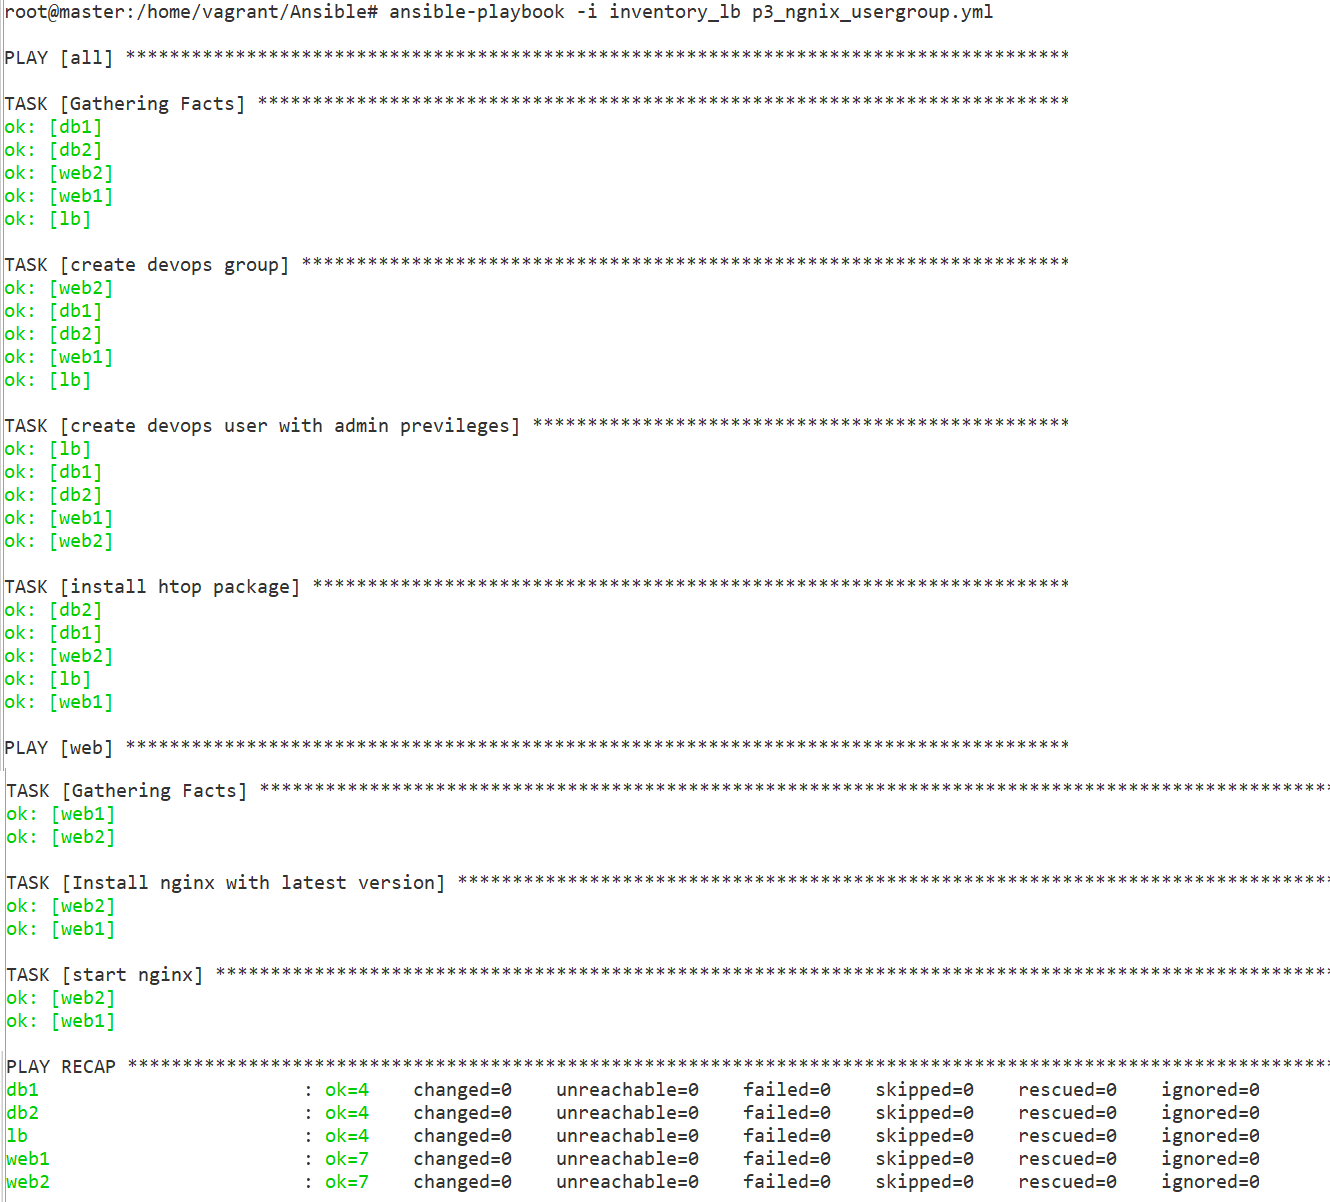 root@master:/home/vagrant/Ansible# ansible-playbook -i inventory_lb p3_ngnix_usergroup.yml
PLAY [all] **************************************************************************************
TASK [Gathering Facts] **************************************************************************
ok: [db1]
ok: [db2]
ok: [web2]
ok: [web1]
ok: [lb]
TASK [create devops group] **********************************************************************
ok: [web2]
ok: [db1]
ok: [db2]
ok: [web1]
ok: [lb]
TASK [create devops user with admin previleges] *************************************************
ok: [lb]
ok: [db1]
ok: [db2]
ok: [web1]
ok: [web2]
TASK [install htop package] *********************************************************************
ok: [db2]
ok: [db1]
ok: [web2]
ok: [lb]
ok: [web1]
PLAY [web] **************************************************************************************
TASK [Gathering Facts] **************************************************************************************************
ok: [web1]
ok: [web2]
TASK [Install nginx with latest version] ********************************************************************************
ok: [web2]
ok: [web1]
TASK [start nginx] ******************************************************************************************************
ok: [web2]
ok: [web1]
PLAY RECAP **************************************************************************************************************
db1                        : ok=4    changed=0    unreachable=0    failed=0    skipped=0    rescued=0    ignored=0
db2                        : ok=4    changed=0    unreachable=0    failed=0    skipped=0    rescued=0    ignored=0
lb                         : ok=4    changed=0    unreachable=0    failed=0    skipped=0    rescued=0    ignored=0
web1                       : ok=7    changed=0    unreachable=0    failed=0    skipped=0    rescued=0    ignored=0
web2                       : ok=7    changed=0    unreachable=0    failed=0    skipped=0    rescued=0    ignored=0